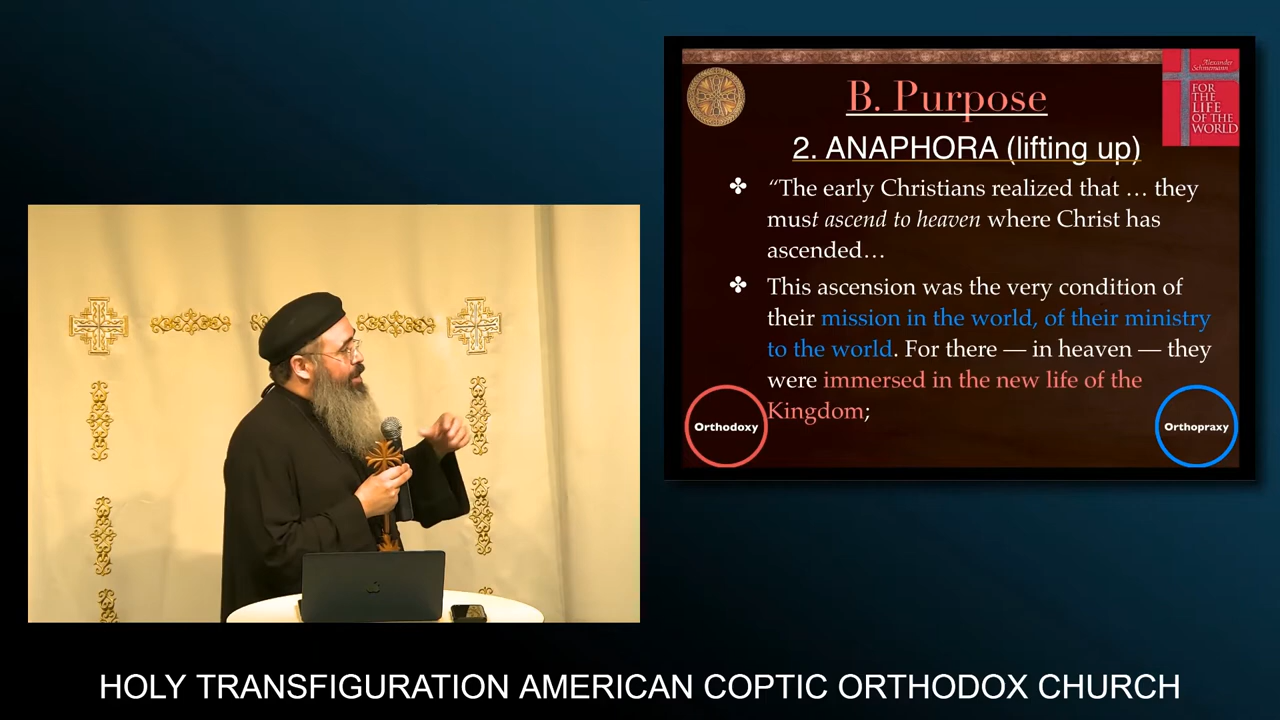 B. Purpose
Alexander
Schmemann
FOR
THE
LIFE
OF THE
WORLD
2. ANAPHORA (lifting up)
✤ “The early Christians realized that … they
must ascend to heaven where Christ has
ascended…
✤ This ascension was the very condition of
their mission in the world, of their ministry
to the world. For there — in heaven — they
were immersed in the new life of the
Kingdom;
Orthodoxy
Orthopraxy
HOLY TRANSFIGURATION AMERICAN COPTIC ORTHODOX CHURCH